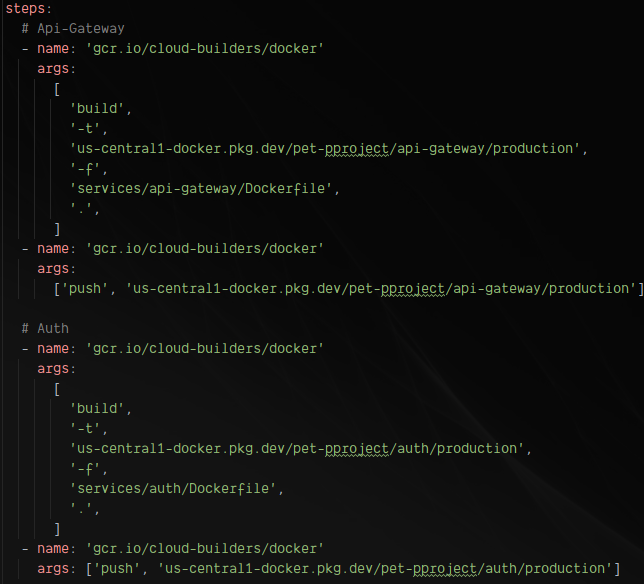 steps:
  # Api-Gateway
  - name: 'gcr.io/cloud-builders/docker'
    args:
      [
        'build',
        '-t',
        'us-central1-docker.pkg.dev/pet-pproject/api-gateway/production',
        '-f',
        'services/api-gateway/Dockerfile',
        '.',
      ]
  - name: 'gcr.io/cloud-builders/docker'
    args:
      ['push', 'us-central1-docker.pkg.dev/pet-pproject/api-gateway/production']

  # Auth
  - name: 'gcr.io/cloud-builders/docker'
    args:
      [
        'build',
        '-t',
        'us-central1-docker.pkg.dev/pet-pproject/auth/production',
        '-f',
        'services/auth/Dockerfile',
        '.',
      ]
  - name: 'gcr.io/cloud-builders/docker'
    args: ['push', 'us-central1-docker.pkg.dev/pet-pproject/auth/production']